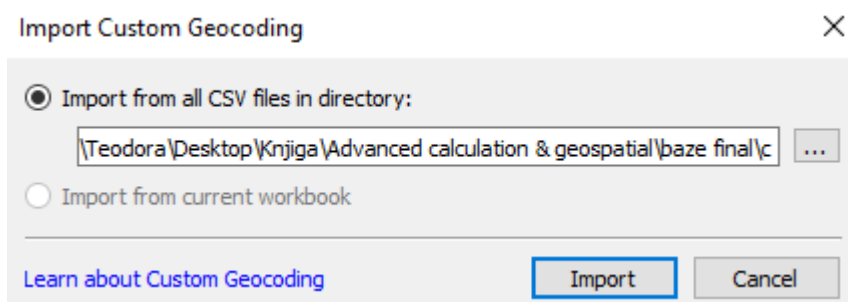 Import Custom Geocoding
Import from all CSV files in directory:
\Teodora\Desktop\Knjiga\Advanced calculation & geospatial\baze final\c
...
Import from current workbook
Learn about Custom Geocoding
Import
Cancel